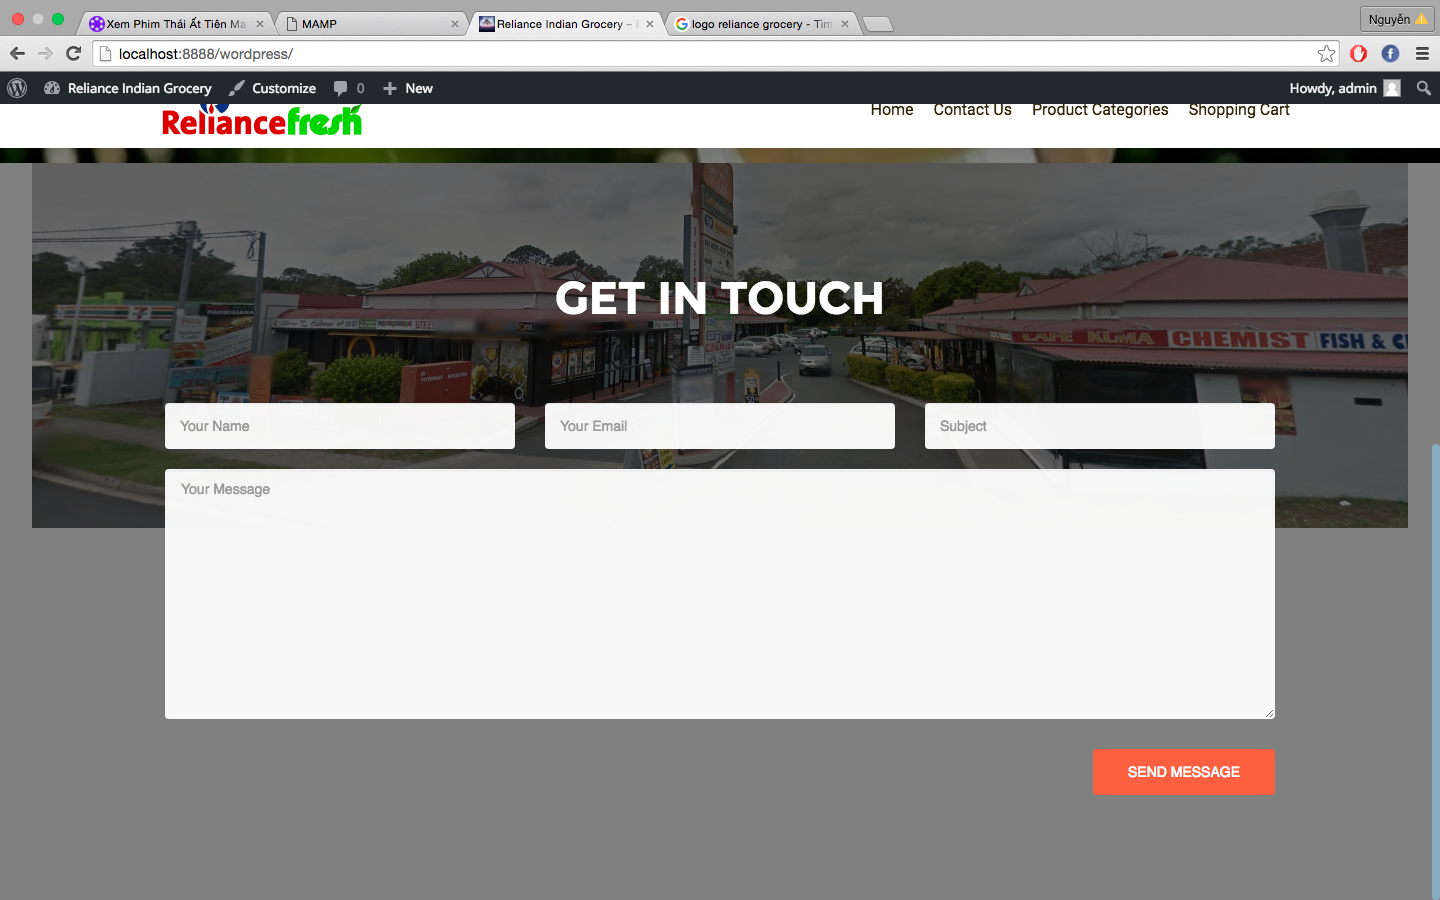 Xem Phim Thái Ất Tiên Ma
MAMP
Reliance Indian Grocery –
logo reliance grocery - Tìm
Nguyễn
localhost:8888/wordpress/
Reliance Indian Grocery
Customize
0
New
Howdy, admin
Reliancefresh
Home
Contact Us
Product Categories
Shopping Cart
GET IN TOUCH
CAFE KUMA
CHEMIST
FISH & C
Your Name
Your Email
Subject
Your Message
SEND MESSAGE